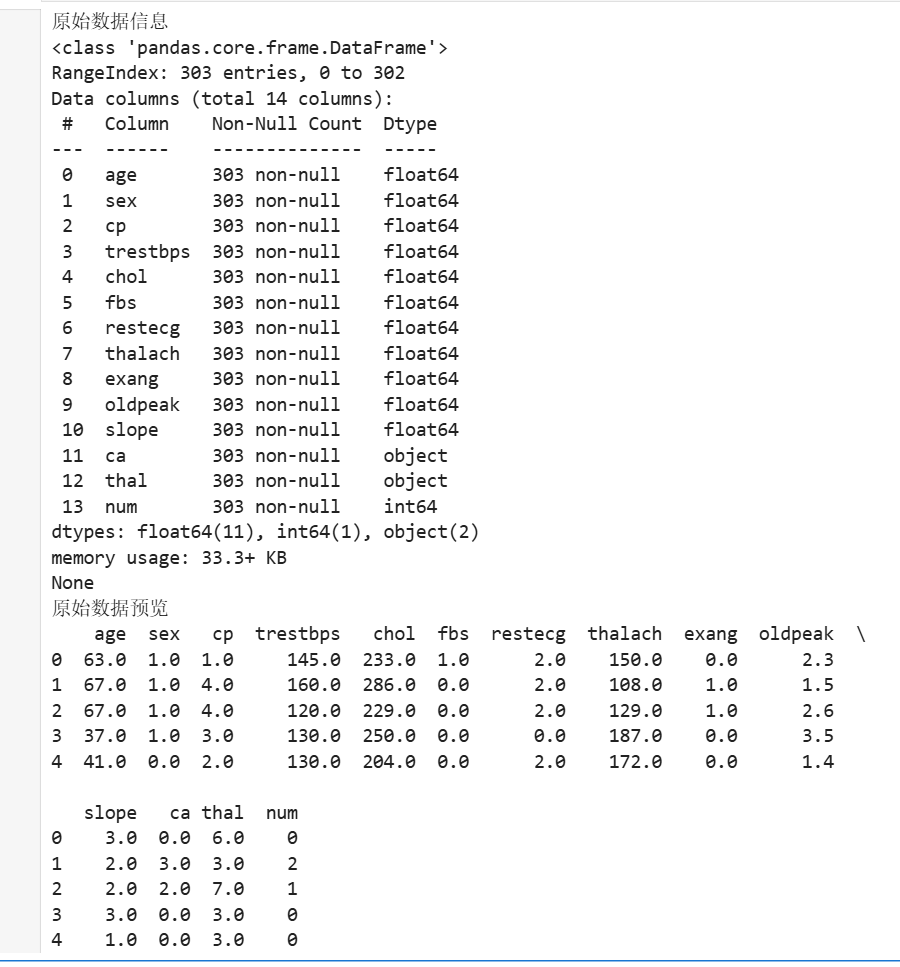 原始数据信息
<class 'pandas.core.frame.DataFrame'>
RangeIndex: 303 entries, 0 to 302
Data columns (total 14 columns):
 #   Column    Non-Null Count  Dtype
---  ------    --------------  -----
 0   age       303 non-null    float64
 1   sex       303 non-null    float64
 2   cp        303 non-null    float64
 3   trestbps  303 non-null    float64
 4   chol      303 non-null    float64
 5   fbs       303 non-null    float64
 6   restecg   303 non-null    float64
 7   thalach   303 non-null    float64
 8   exang     303 non-null    float64
 9   oldpeak   303 non-null    float64
 10  slope     303 non-null    float64
 11  ca        303 non-null    object
 12  thal      303 non-null    object
 13  num       303 non-null    int64
dtypes: float64(11), int64(1), object(2)
memory usage: 33.3+ KB
None
原始数据预览
    age  sex   cp  trestbps   chol  fbs  restecg  thalach  exang  oldpeak  \
0  63.0  1.0  1.0     145.0  233.0  1.0      2.0    150.0    0.0      2.3
1  67.0  1.0  4.0     160.0  286.0  0.0      2.0    108.0    1.0      1.5
2  67.0  1.0  4.0     120.0  229.0  0.0      2.0    129.0    1.0      2.6
3  37.0  1.0  3.0     130.0  250.0  0.0      0.0    187.0    0.0      3.5
4  41.0  0.0  2.0     130.0  204.0  0.0      2.0    172.0    0.0      1.4
   slope   ca thal  num
0    3.0  0.0  6.0    0
1    2.0  3.0  3.0    2
2    2.0  2.0  7.0    1
3    3.0  0.0  3.0    0
4    1.0  0.0  3.0    0